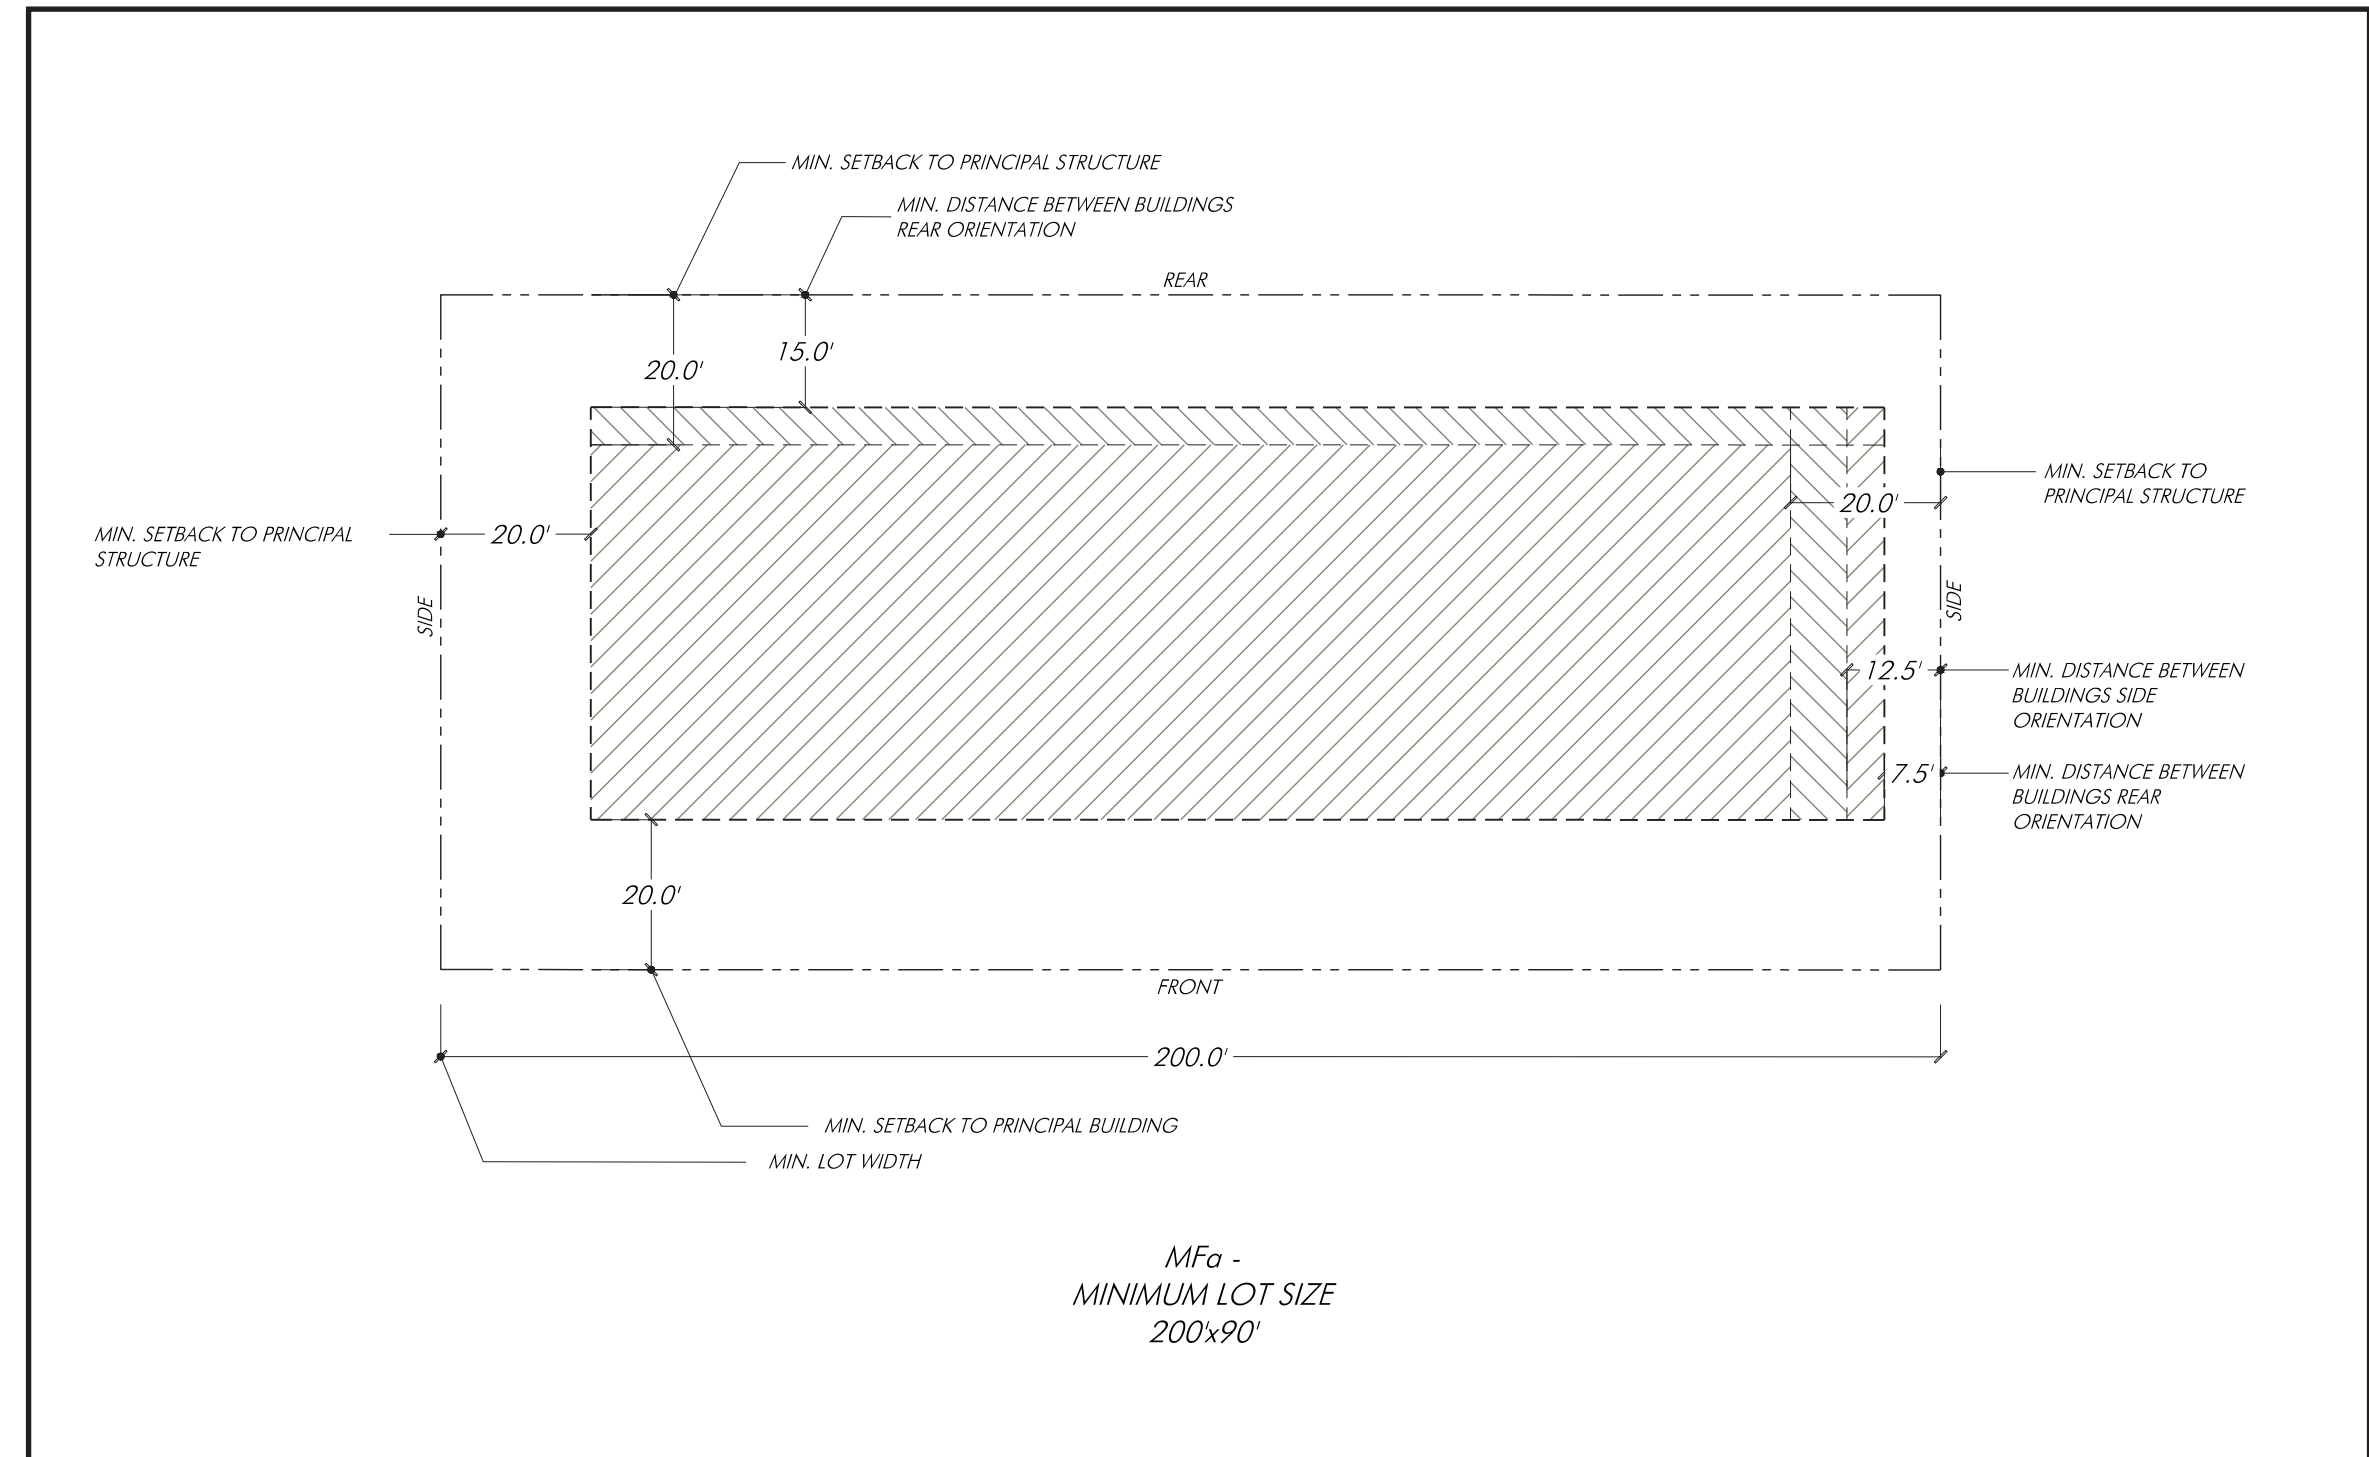 MIN. SETBACK TO PRINCIPAL STRUCTURE
MIN. DISTANCE BETWEEN BUILDINGS
REAR ORIENTATION
REAR
15.0'
20.0'
MIN. SETBACK TO
PRINCIPAL STRUCTURE
20.0'
MIN. SETBACK TO PRINCIPAL
STRUCTURE
20.0'
SIDE
SIDE
12.5'
MIN. DISTANCE BETWEEN
BUILDINGS SIDE
ORIENTATION
7.5'
MIN. DISTANCE BETWEEN
BUILDINGS REAR
ORIENTATION
20.0'
FRONT
200.0'
MIN. SETBACK TO PRINCIPAL BUILDING
MIN. LOT WIDTH
MFa -
MINIMUM LOT SIZE
200'x90'